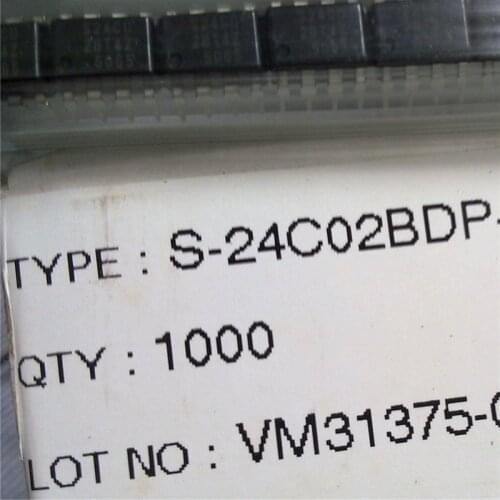 TYPE : S-24C02BDP-
QTY : 1000
LOT NO : VM31375-